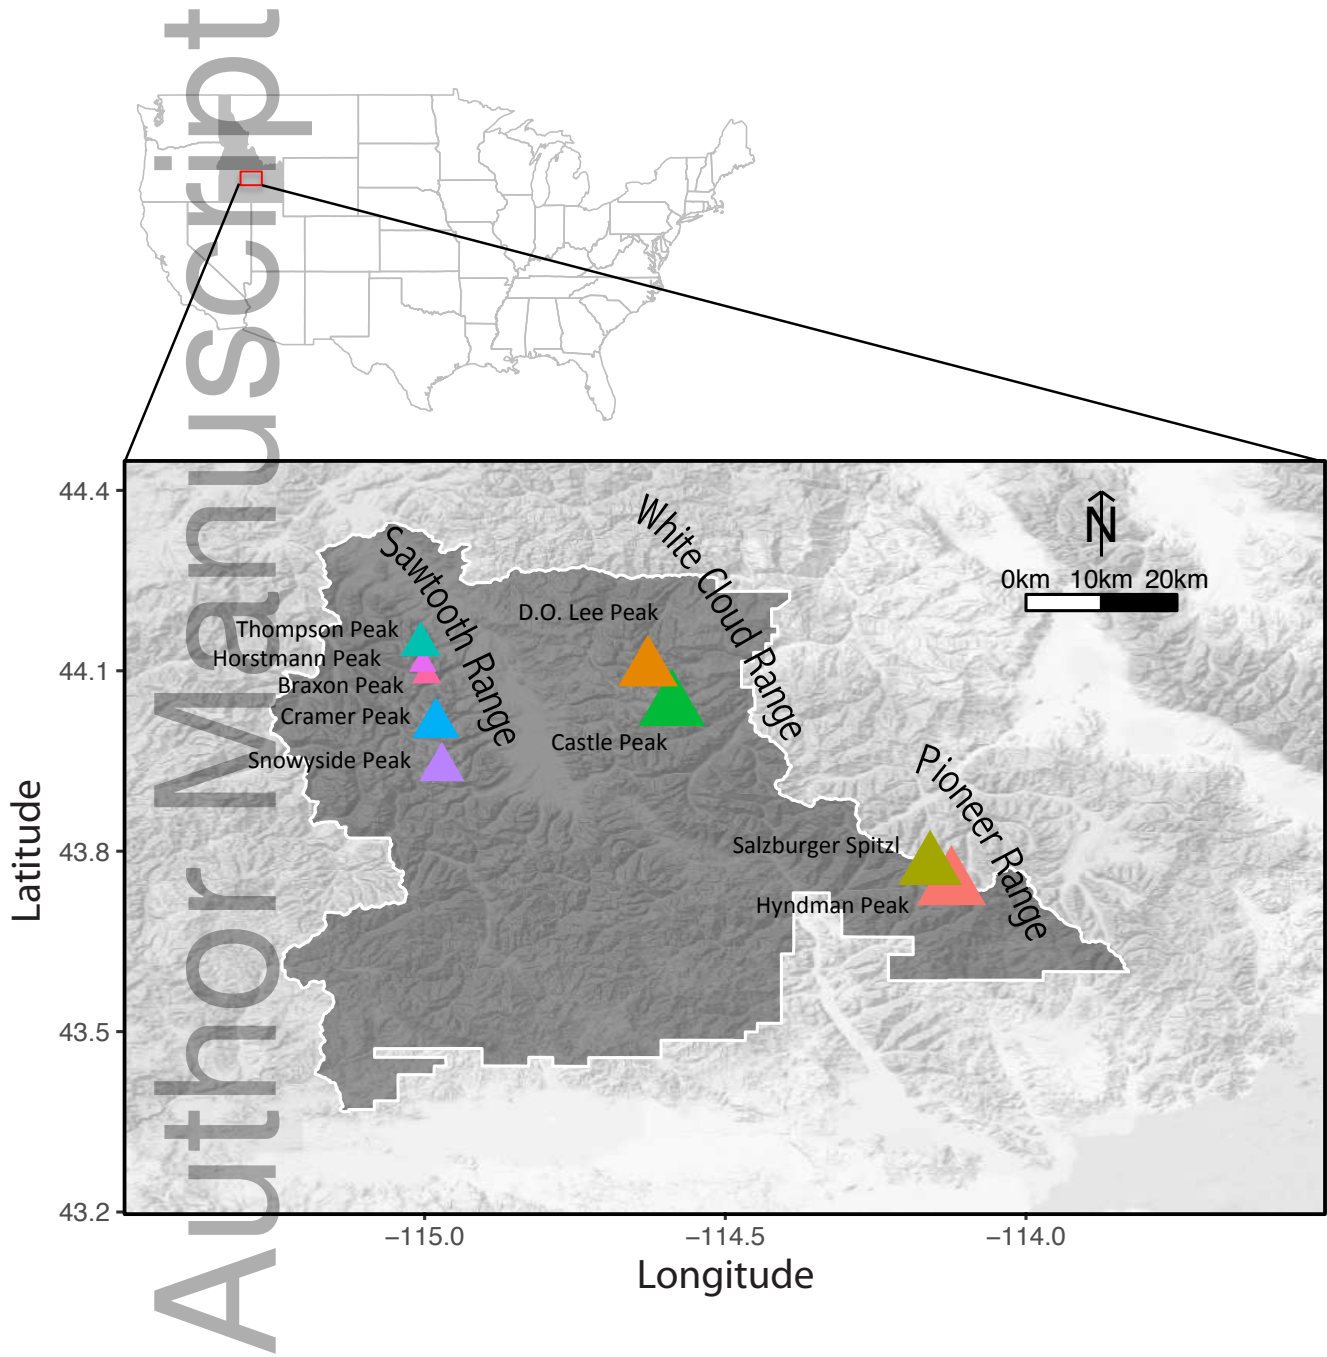 Author Manuscript
44.4
44.1
43.8
43.5
43.2
Latitude
−115.0
−114.5
−114.0
Longitude
N
0km 10km 20km
Sawtooth Range
White Cloud Range
Pioneer Range
Thompson Peak
Horstmann Peak
Braxon Peak
Cramer Peak
Snowyside Peak
D.O. Lee Peak
Castle Peak
Salzburger Spitzl
Hyndman Peak